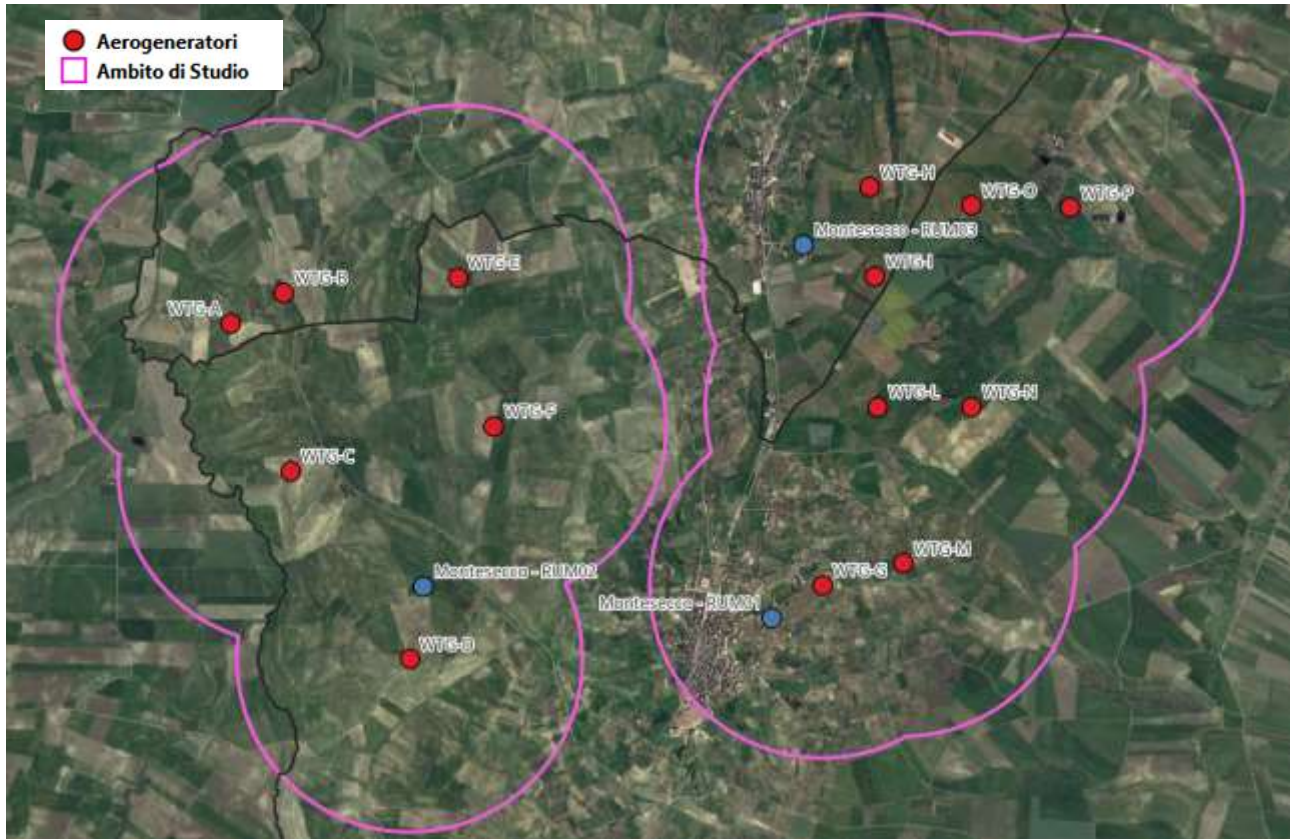 Aerogeneratori
Ambito di Studio
WTG-H
WTG-O
WTG-P
Montesecco - RUM03
WTG-I
WTG-E
WTG-B
WTG-A
WTG-L
WTG-N
WTG-F
WTG-C
WTG-M
Montesecco - RUM02
WTG-G
Montesecco - RUM01
WTG-D